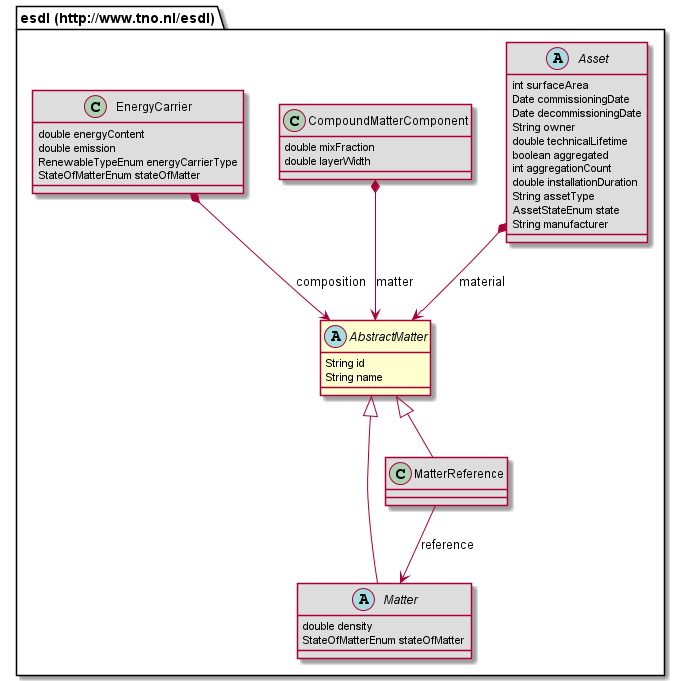 esdl (http://www.tno.nl/esdl)
A Asset
int surfaceArea
Date commissioningDate
Date decommissioningDate
String owner
double technicalLifetime
boolean aggregated
int aggregationCount
double installationDuration
String assetType
AssetStateEnum state
String manufacturer
C EnergyCarrier
double energyContent
double emission
RenewableTypeEnum energyCarrierType
StateOfMatterEnum stateOfMatter
C CompoundMatterComponent
double mixFraction
double layerWidth
composition
matter
material
A AbstractMatter
String id
String name
C MatterReference
reference
A Matter
double density
StateOfMatterEnum stateOfMatter